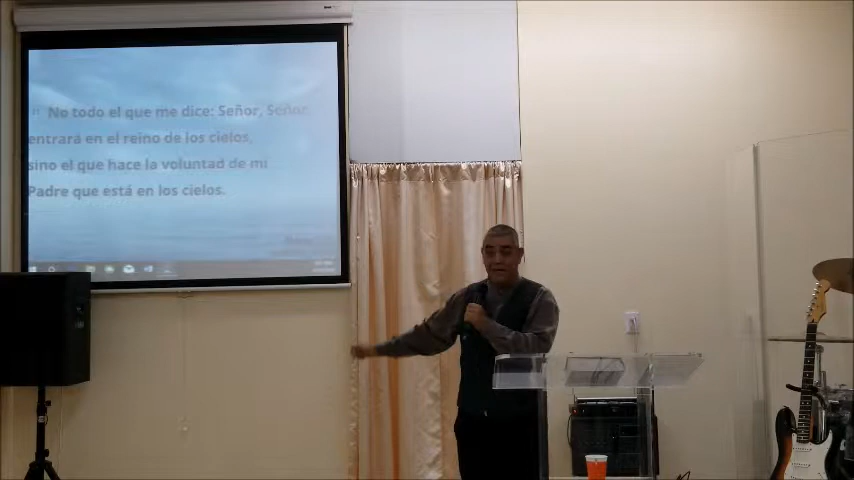 No todo el que me dice: Señor, Señor,
entrará en el reino de los cielos,
sino el que hace la voluntad de mi
Padre que está en los cielos.